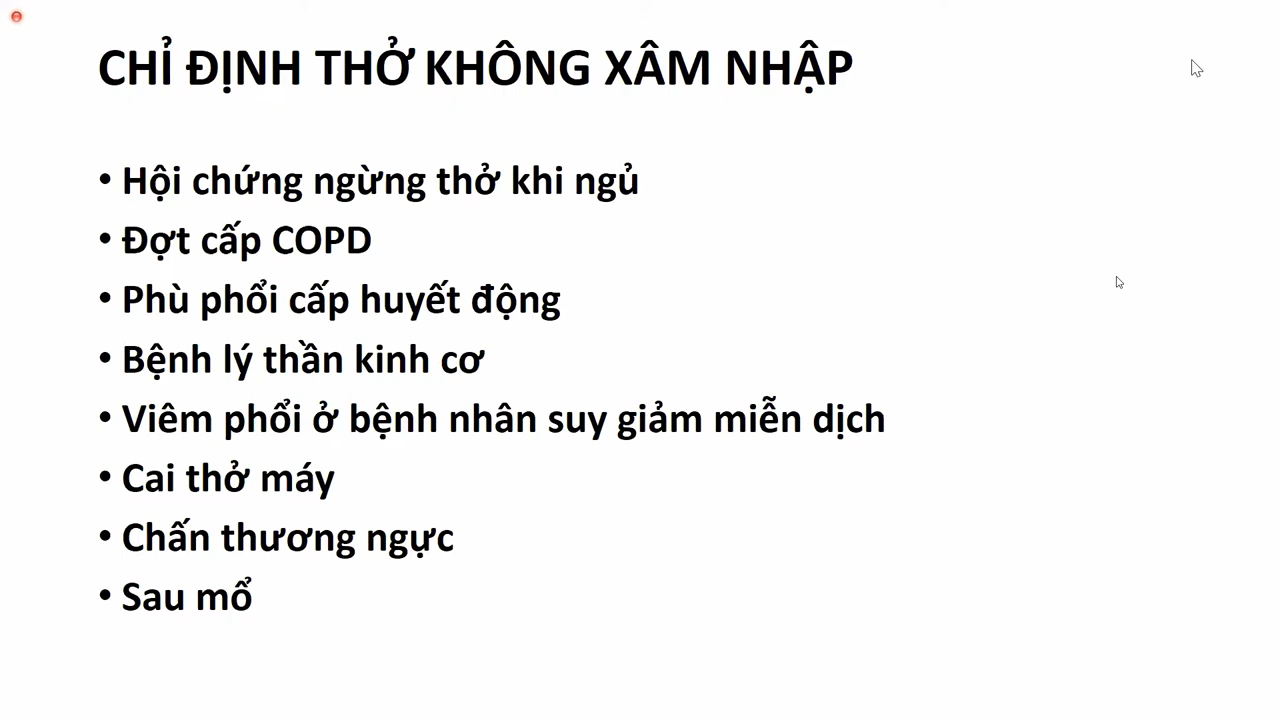 CHỈ ĐỊNH THỞ KHÔNG XÂM NHẬP
• Hội chứng ngừng thở khi ngủ
• Đợt cấp COPD
• Phù phổi cấp huyết động
• Bệnh lý thần kinh cơ
• Viêm phổi ở bệnh nhân suy giảm miễn dịch
• Cai thở máy
• Chấn thương ngực
• Sau mổ